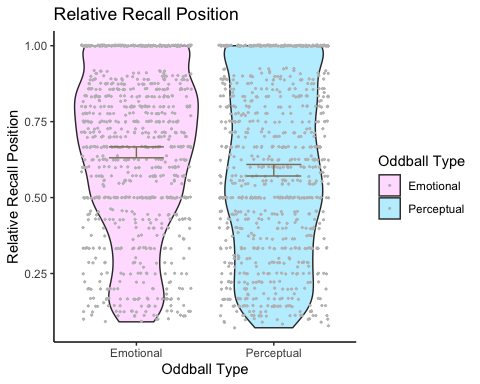 Relative Recall Position
1.00
0.75
0.50
0.25
Relative Recall Position
Emotional
Perceptual
Oddball Type
Oddball Type
Emotional
Perceptual